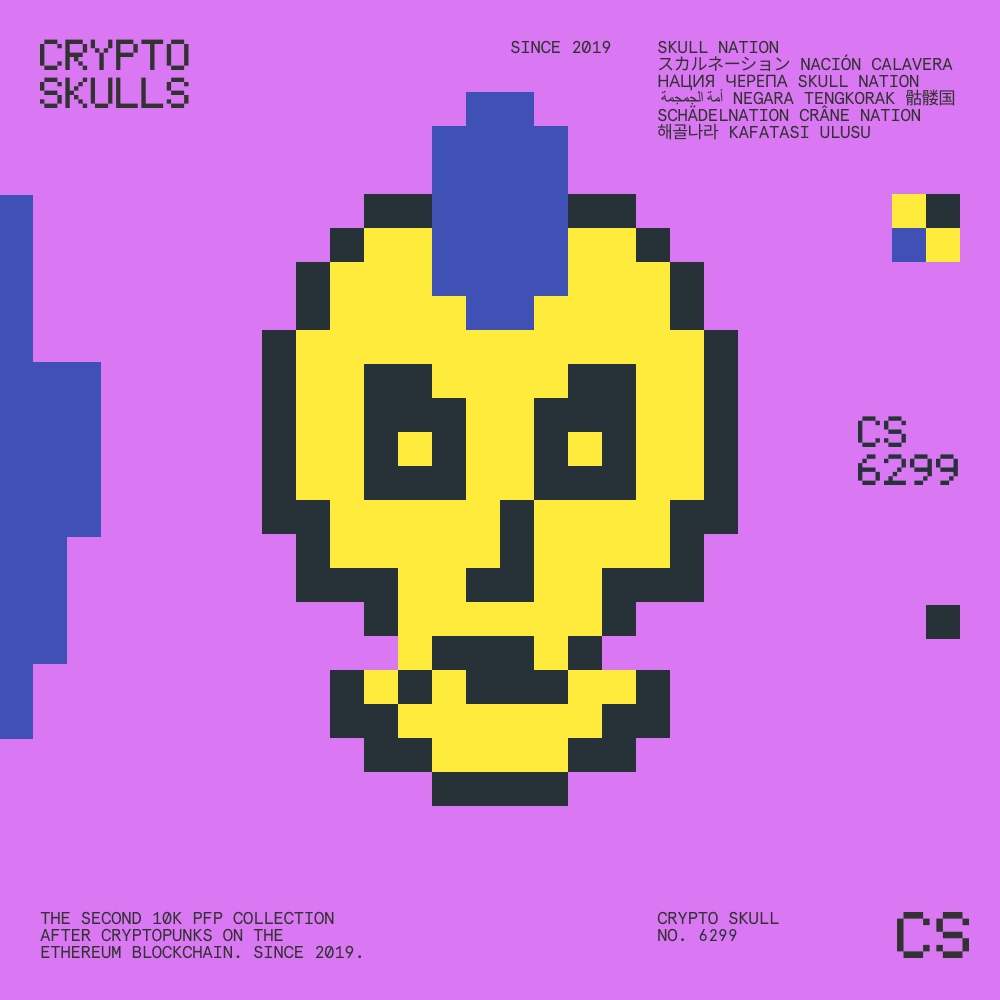 CRYPTO
SKULLS
SINCE 2019
SKULL NATION
スカルネーション NACIÓN CALAVERA
НАЦИЯ ЧЕРЕПА SKULL NATION
أمة الجمجمة NEGARA TENGKORAK 骷髅国
SCHÄDELNATION CRÂNE NATION
해골나라 KAFATASI ULUSU
CS
6299
THE SECOND 10K PFP COLLECTION
AFTER CRYPTOPUNKS ON THE
ETHEREUM BLOCKCHAIN. SINCE 2019.
CRYPTO SKULL
NO. 6299
CS